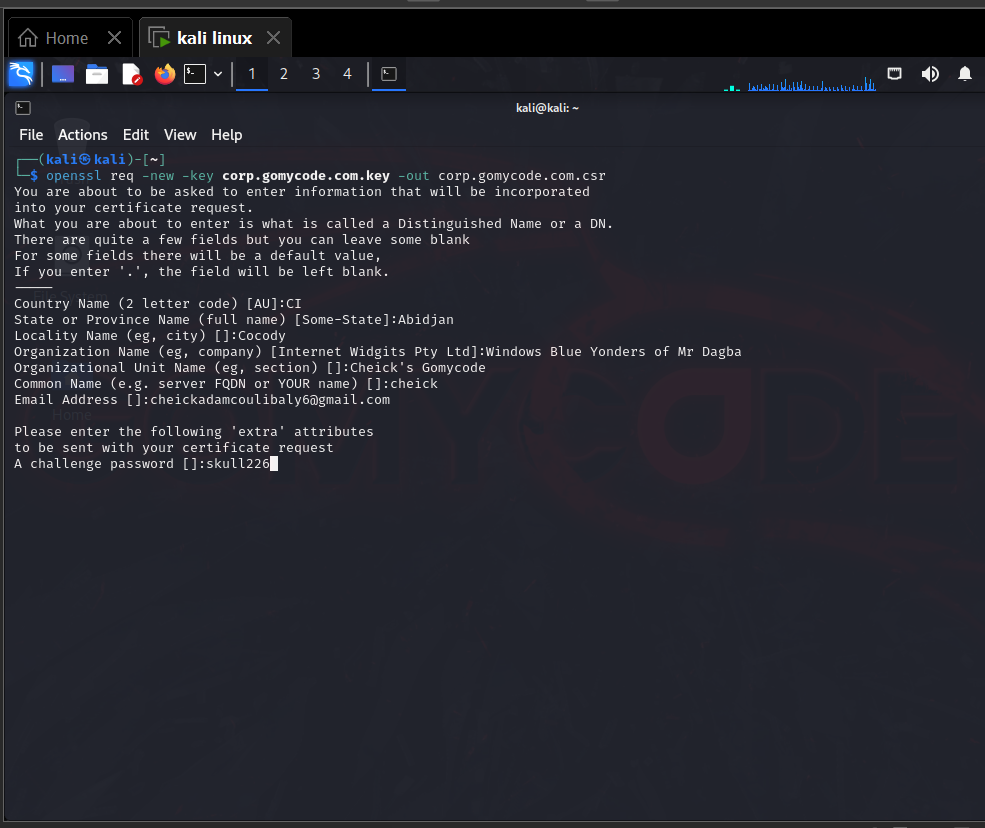 Home
kali linux
1 2 3 4
kali@kali: ~
File Actions Edit View Help
┌──(kali㉿kali)-[~]
└─$ openssl req -new -key corp.gomycode.com.key -out corp.gomycode.com.csr
You are about to be asked to enter information that will be incorporated
into your certificate request.
What you are about to enter is what is called a Distinguished Name or a DN.
There are quite a few fields but you can leave some blank
For some fields there will be a default value,
If you enter '.', the field will be left blank.
-----
Country Name (2 letter code) [AU]:CI
State or Province Name (full name) [Some-State]:Abidjan
Locality Name (eg, city) []:Cocody
Organization Name (eg, company) [Internet Widgits Pty Ltd]:Windows Blue Yonders of Mr Dagba
Organizational Unit Name (eg, section) []:Cheick's Gomycode
Common Name (e.g. server FQDN or YOUR name) []:cheick
Email Address []:cheickadamcoulibaly6@gmail.com
Home
Please enter the following 'extra' attributes
to be sent with your certificate request
A challenge password []:skull226